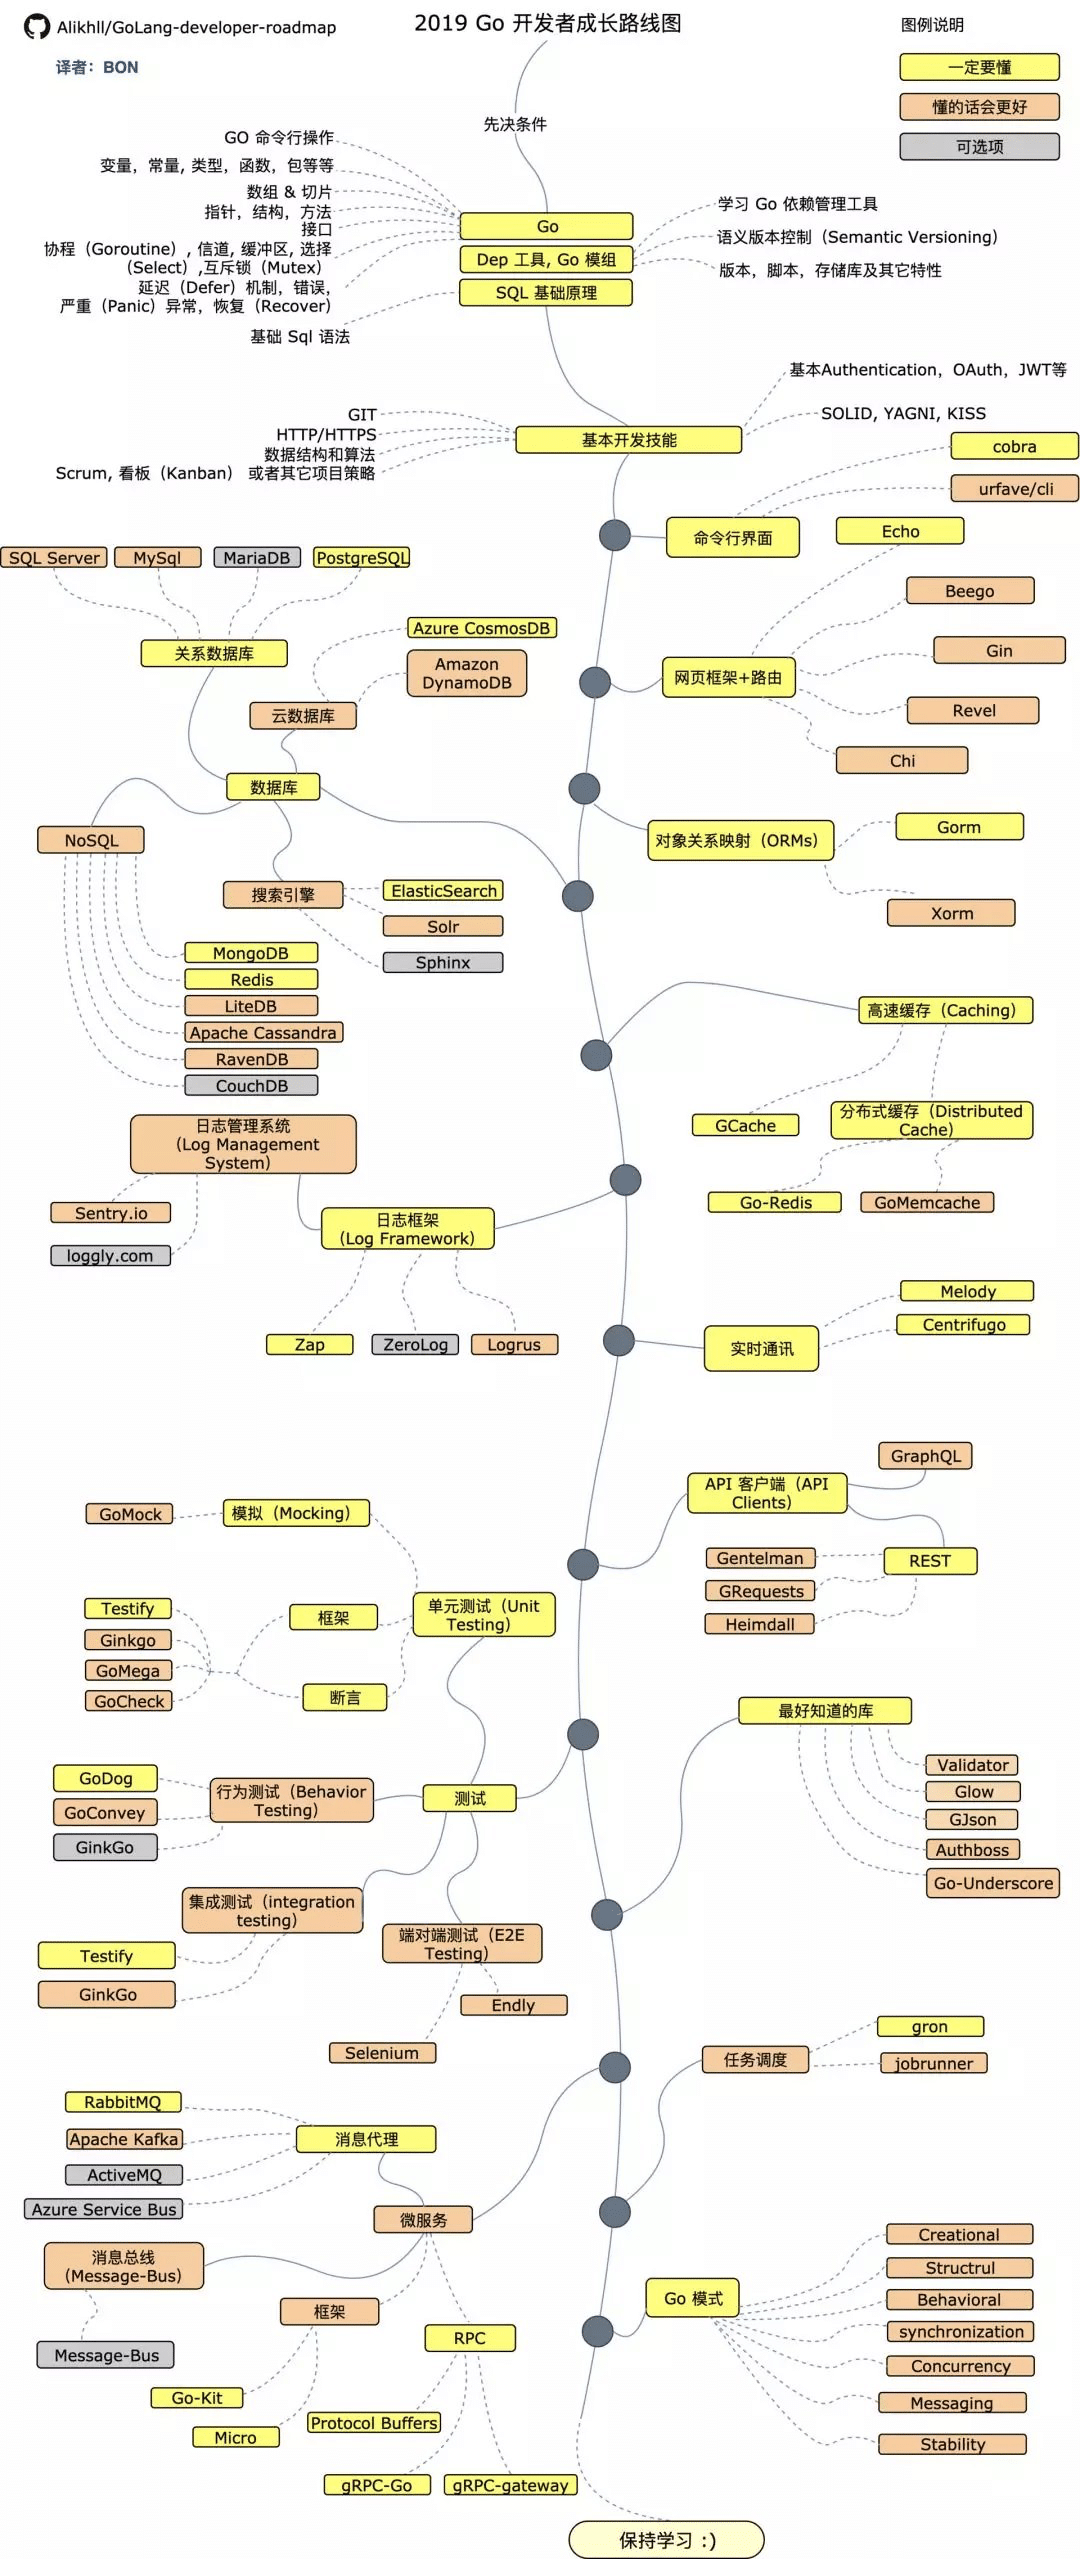 Alikhll/GoLang-developer-roadmap
2019 Go 开发者成长路线图
图例说明
译者：BON
一定要懂
懂的话会更好
可选项
先决条件
GO 命令行操作
变量，常量, 类型，函数，包等等
数组 & 切片
指针，结构，方法
接口
协程（Goroutine）, 信道, 缓冲区, 选择
（Select）,互斥锁（Mutex）
延迟（Defer）机制，错误，
严重（Panic）异常，恢复（Recover）
基础 Sql 语法
Go
Dep 工具, Go 模组
SQL 基础原理
学习 Go 依赖管理工具
语义版本控制（Semantic Versioning）
版本，脚本，存储库及其它特性
基本Authentication，OAuth，JWT等
SOLID, YAGNI, KISS
GIT
HTTP/HTTPS
数据结构和算法
Scrum, 看板（Kanban） 或者其它项目策略
基本开发技能
cobra
urfave/cli
命令行界面
Echo
Beego
Gin
Revel
Chi
网页框架+路由
SQL Server
MySql
MariaDB
PostgreSQL
关系数据库
Azure CosmosDB
Amazon
DynamoDB
云数据库
数据库
NoSQL
搜索引擎
ElasticSearch
Solr
Sphinx
MongoDB
Redis
LiteDB
Apache Cassandra
RavenDB
CouchDB
对象关系映射（ORMs）
Gorm
Xorm
高速缓存（Caching）
GCache
分布式缓存（Distributed
Cache）
Go-Redis
GoMemcache
日志管理系统
（Log Management
System）
Sentry.io
loggly.com
日志框架
（Log Framework）
Zap
ZeroLog
Logrus
实时通讯
Melody
Centrifugo
API 客户端（API
Clients）
GraphQL
REST
Gentelman
GRequests
Heimdall
GoMock
模拟（Mocking）
单元测试（Unit
Testing）
框架
断言
Testify
Ginkgo
GoMega
GoCheck
最好知道的库
Validator
Glow
GJson
Authboss
Go-Underscore
测试
行为测试（Behavior
Testing）
GoDog
GoConvey
GinkGo
集成测试（integration
testing）
Testify
GinkGo
端对端测试（E2E
Testing）
Endly
Selenium
任务调度
gron
jobrunner
RabbitMQ
Apache Kafka
ActiveMQ
Azure Service Bus
消息代理
微服务
消息总线
（Message-Bus）
Message-Bus
框架
Go-Kit
Micro
RPC
Protocol Buffers
gRPC-Go
gRPC-gateway
Go 模式
Creational
Structrul
Behavioral
synchronization
Concurrency
Messaging
Stability
保持学习 :)